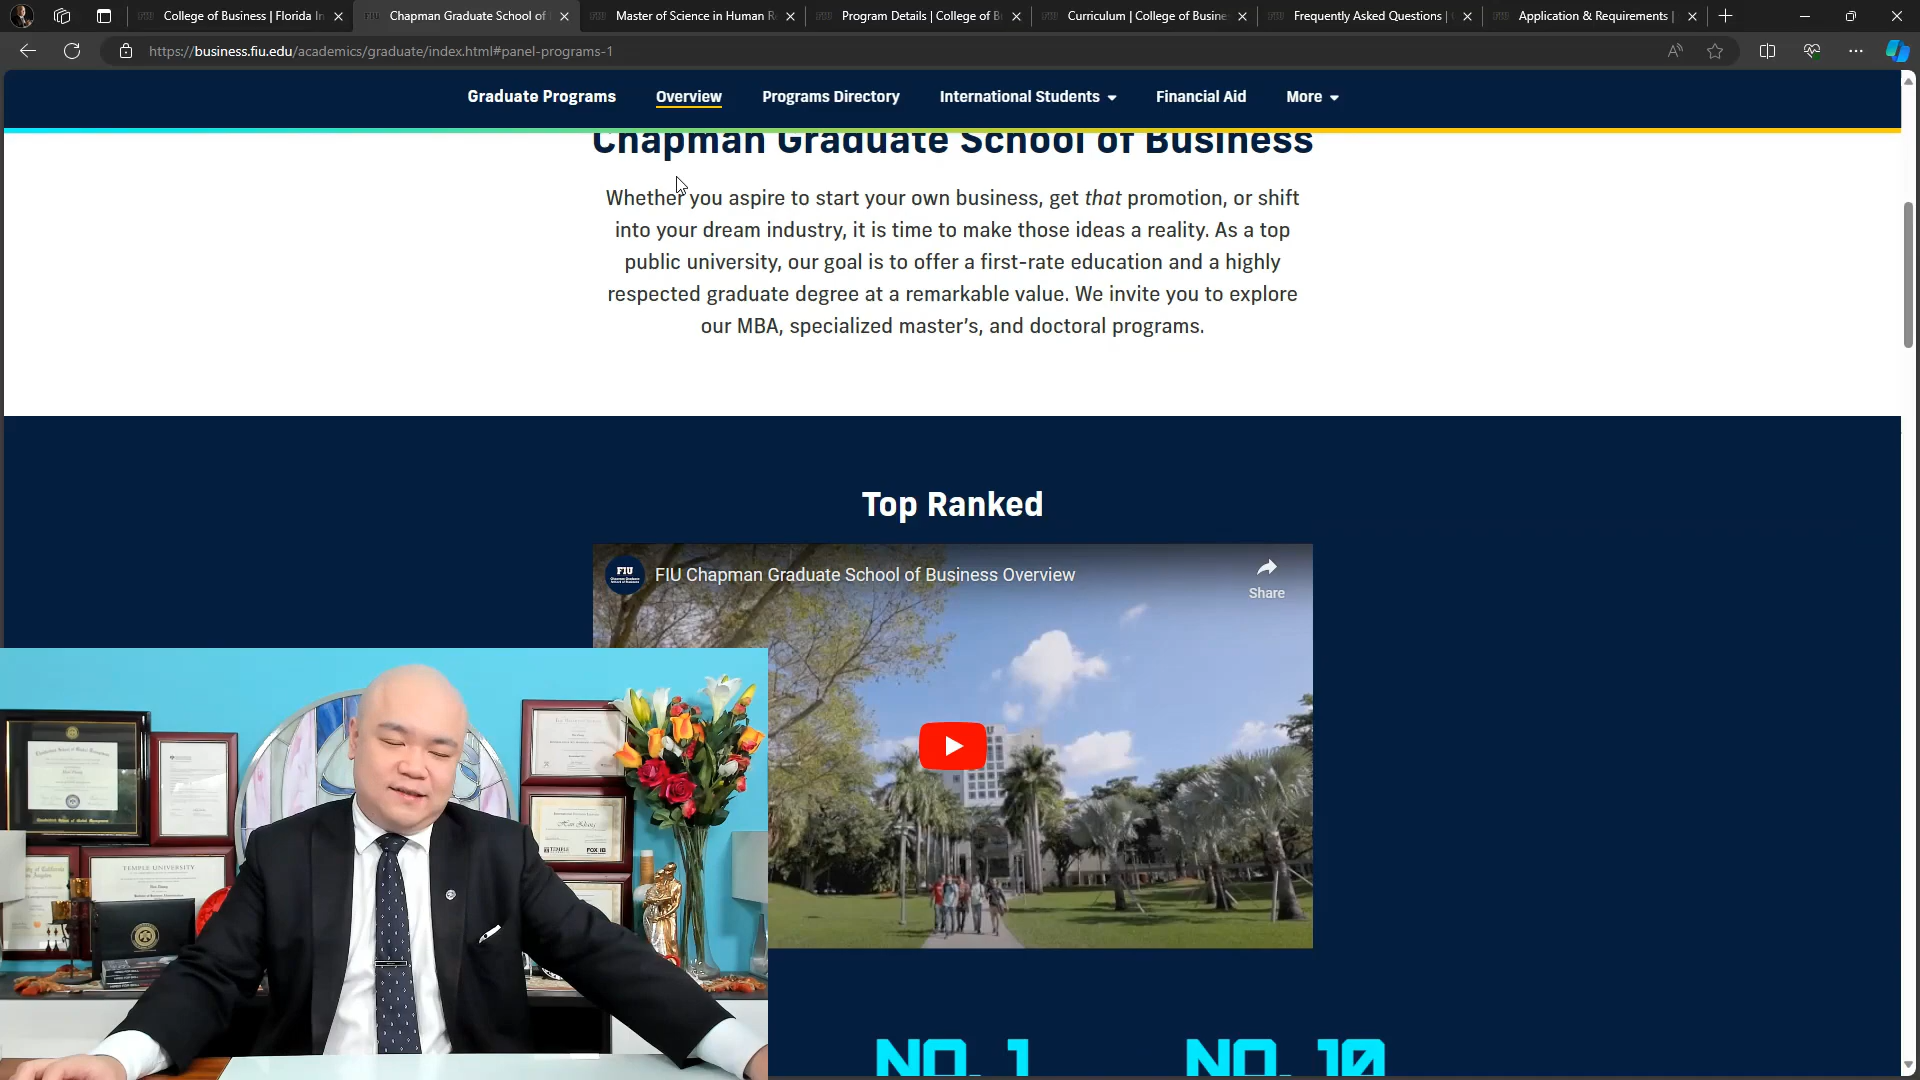 College of Business | Florida In
Chapman Graduate School of
Master of Science in Human R
Program Details | College of B
Curriculum | College of Busine
Frequently Asked Questions |
Application & Requirements |
https://business.fiu.edu/academics/graduate/index.html#panel-programs-1
Graduate Programs
Overview
Programs Directory
International Students
Financial Aid
More
Chapman Graduate School of Business
Whether you aspire to start your own business, get that promotion, or shift
into your dream industry, it is time to make those ideas a reality. As a top
public university, our goal is to offer a first-rate education and a highly
respected graduate degree at a remarkable value. We invite you to explore
our MBA, specialized master's, and doctoral programs.
Top Ranked
FIU
FIU Chapman Graduate School of Business Overview
Share
TEMPLE UNIVERSITY
TEMPLE
FOX
NO. 1
NO. 10